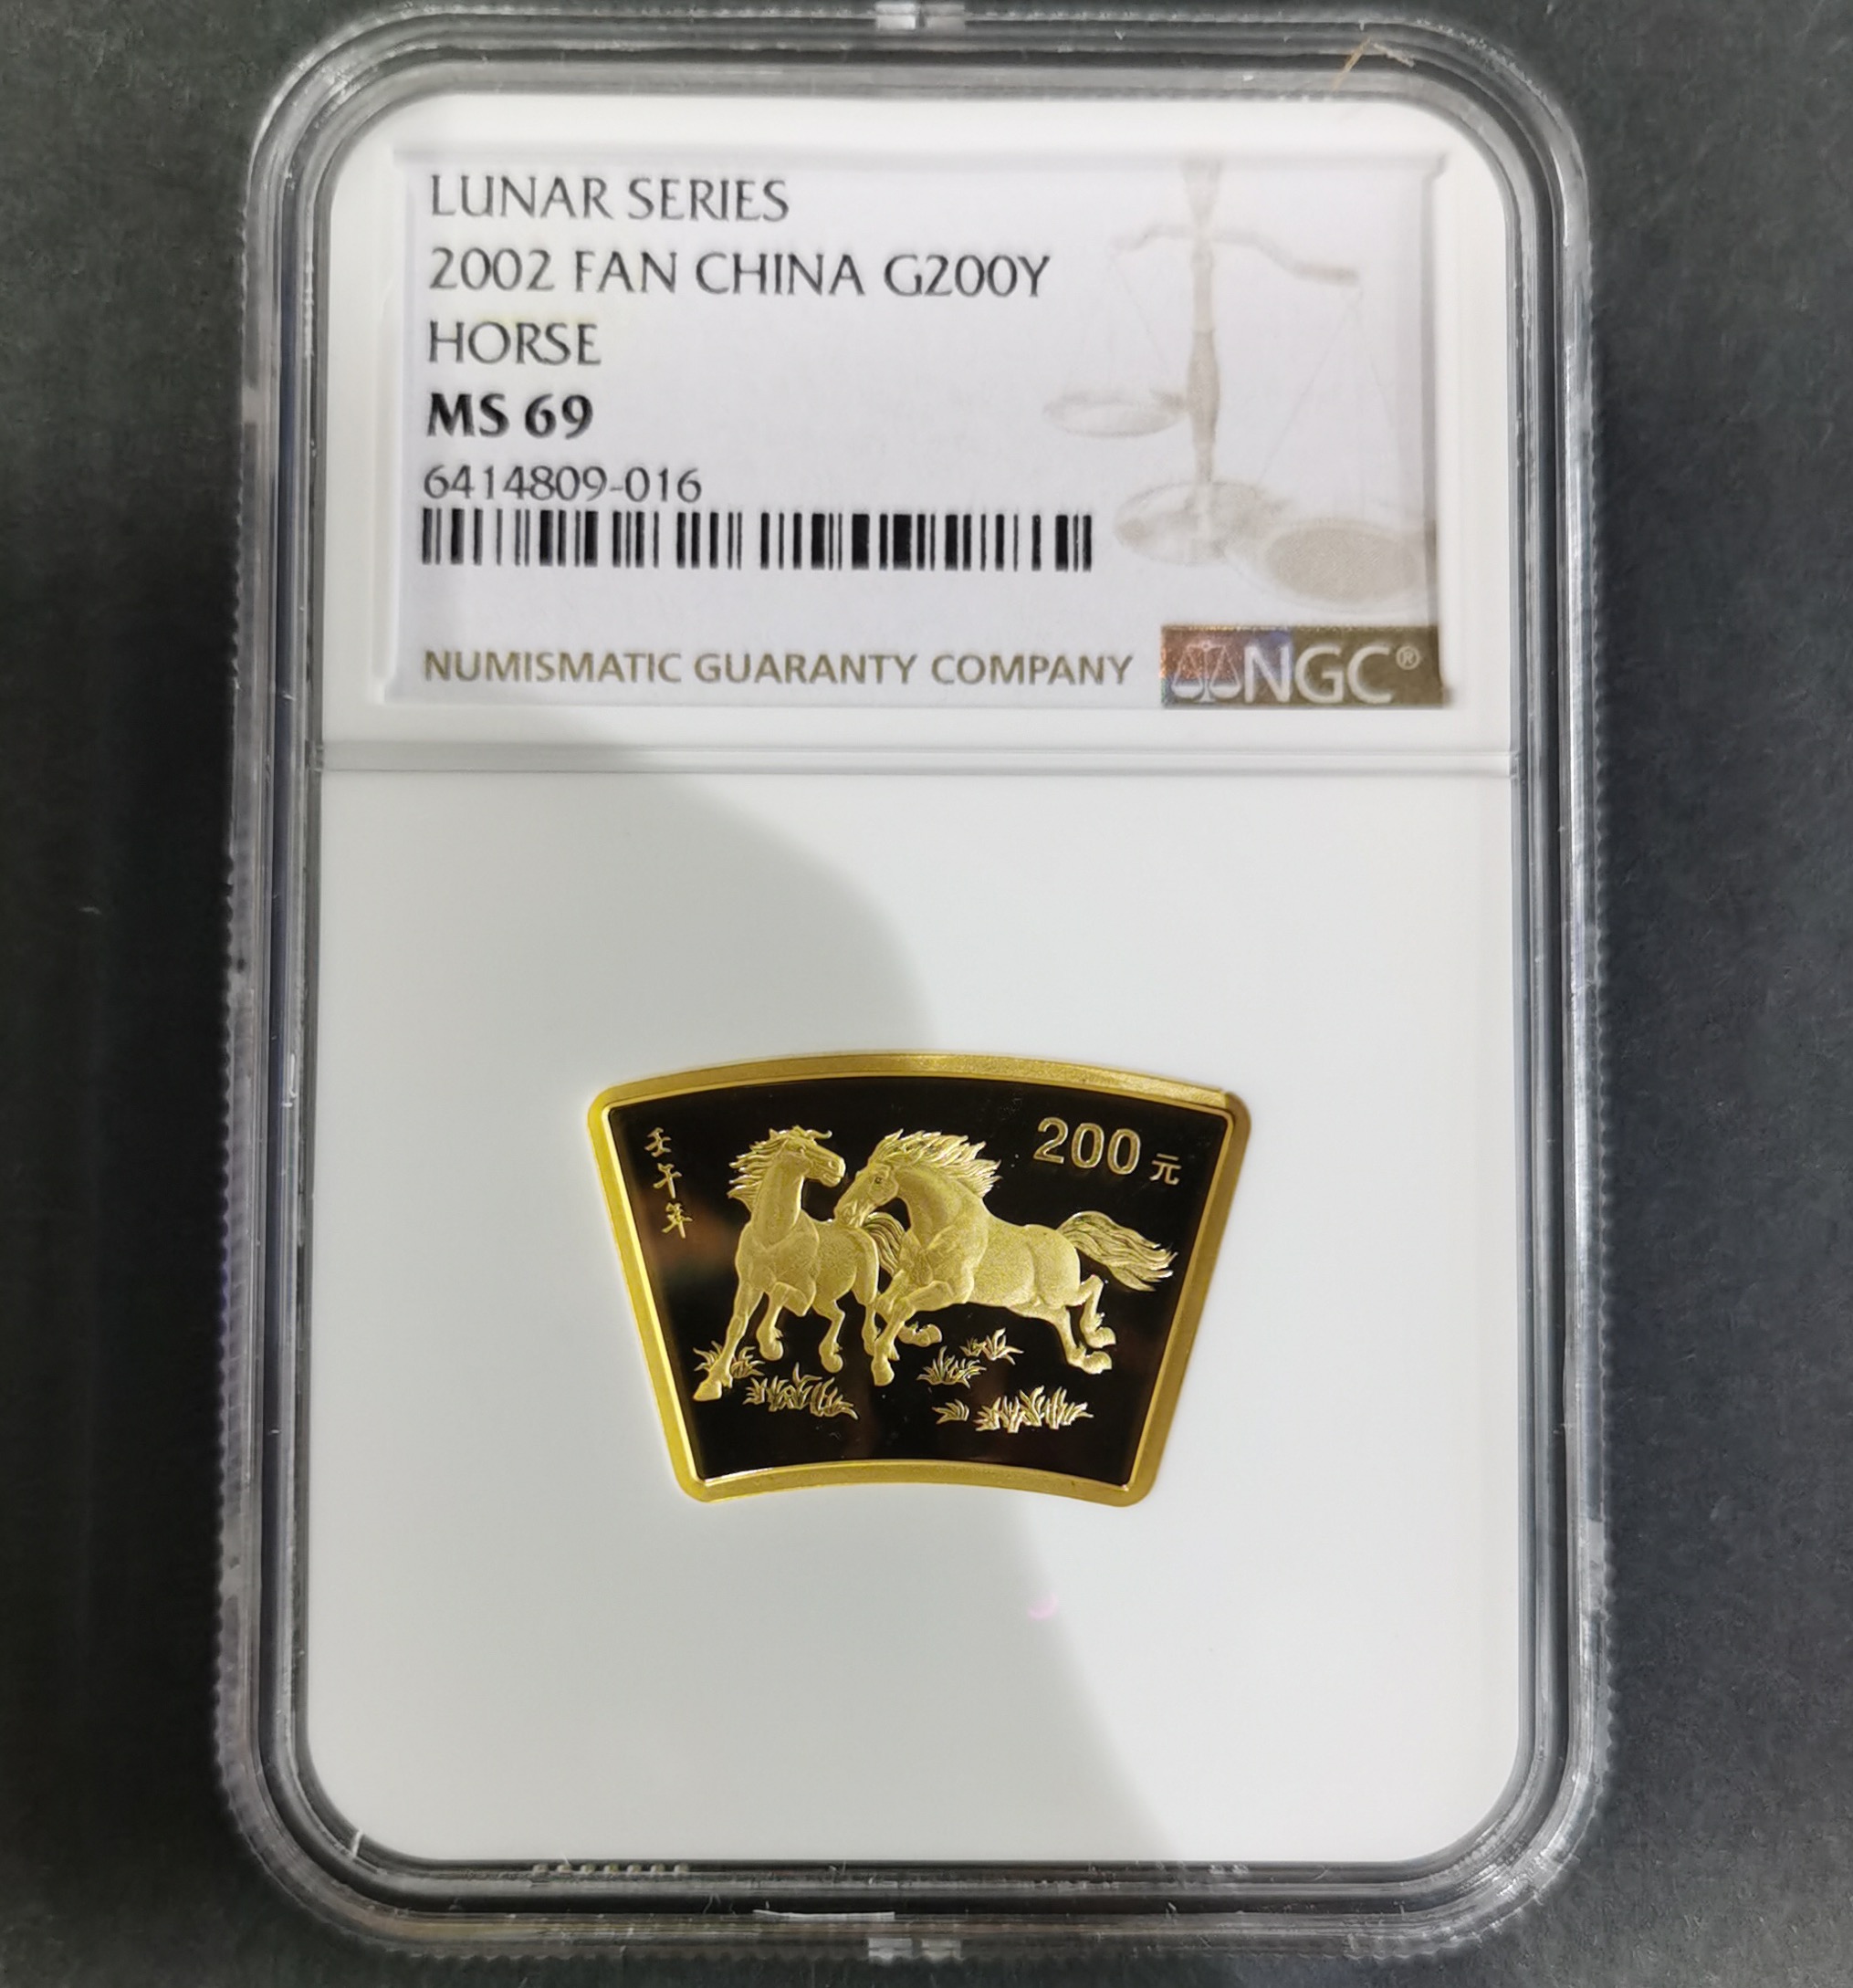 LUNAR SERIES
2002 FAN CHINA G200Y
HORSE
MS 69
6414809-016
NUMISMATIC GUARANTY COMPANY
NGC®
200元
壬午年